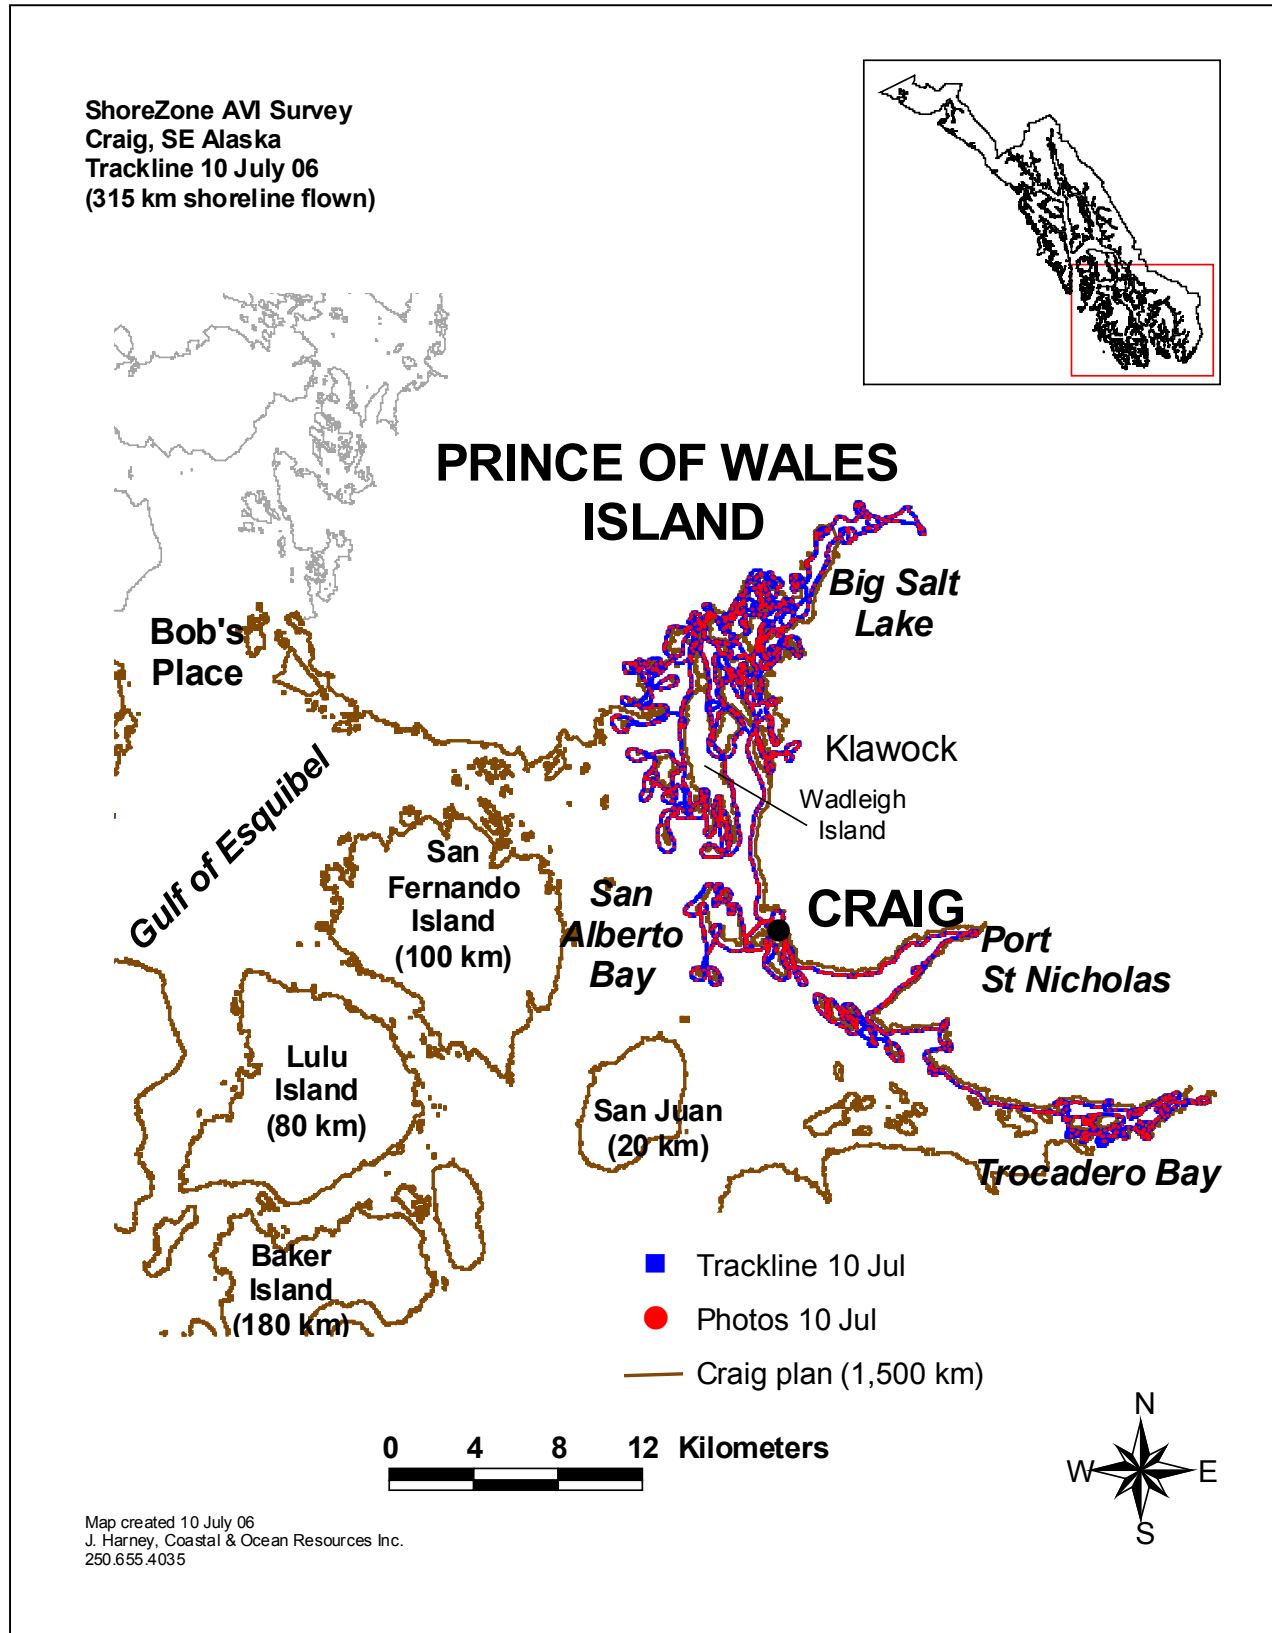 ShoreZone AVI Survey
Craig, SE Alaska
Trackline 10 July 06
(315 km shoreline flown)
PRINCE OF WALES
ISLAND
Big Salt
Lake
Bob's
Place
Klawock
Wadleigh
Island
Gulf of Esquibel
San
Fernando
Island
(100 km)
San
Alberto
Bay
CRAIG
Port
St Nicholas
Lulu
Island
(80 km)
San Juan
(20 km)
Trocadero Bay
Baker
Island
(180 km)
Trackline 10 Jul
Photos 10 Jul
Craig plan (1,500 km)
0 4 8 12 Kilometers
N
W E
S
Map created 10 July 06
J. Harney, Coastal & Ocean Resources Inc.
250.655.4035